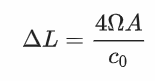 ΔL = 4ΩA / c₀